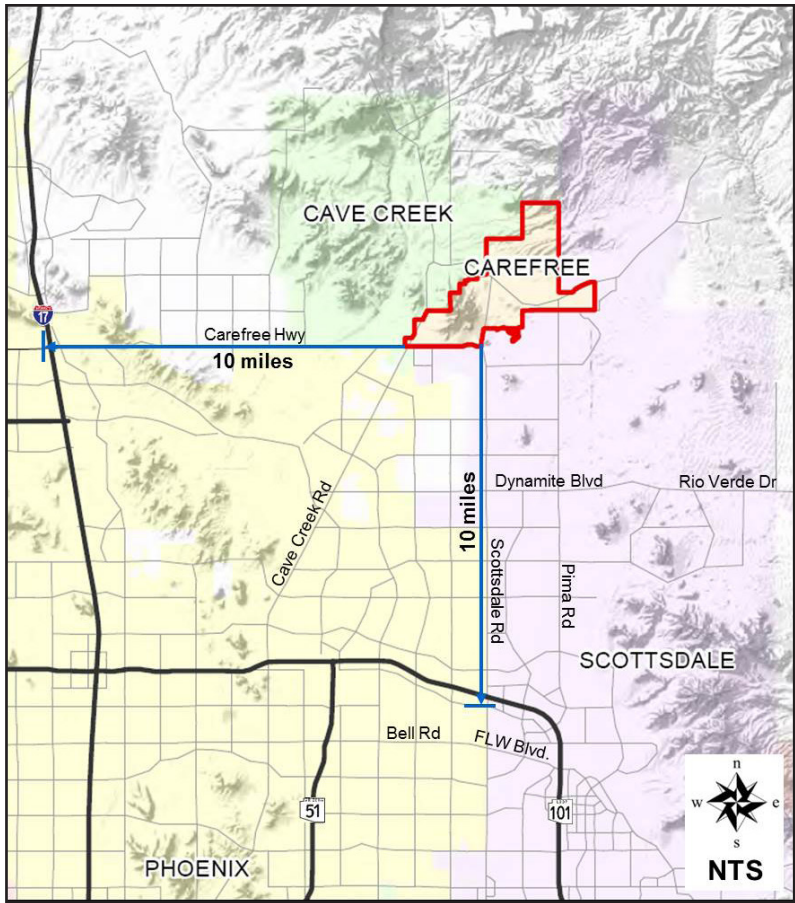 CAVE CREEK
CAREFREE
17
Carefree Hwy
10 miles
Cave Creek Rd
10 miles
Dynamite Blvd
Rio Verde Dr
Scottsdale Rd
Pima Rd
SCOTTSDALE
Bell Rd
FLW Blvd.
51
101
PHOENIX
n
w
e
s
NTS